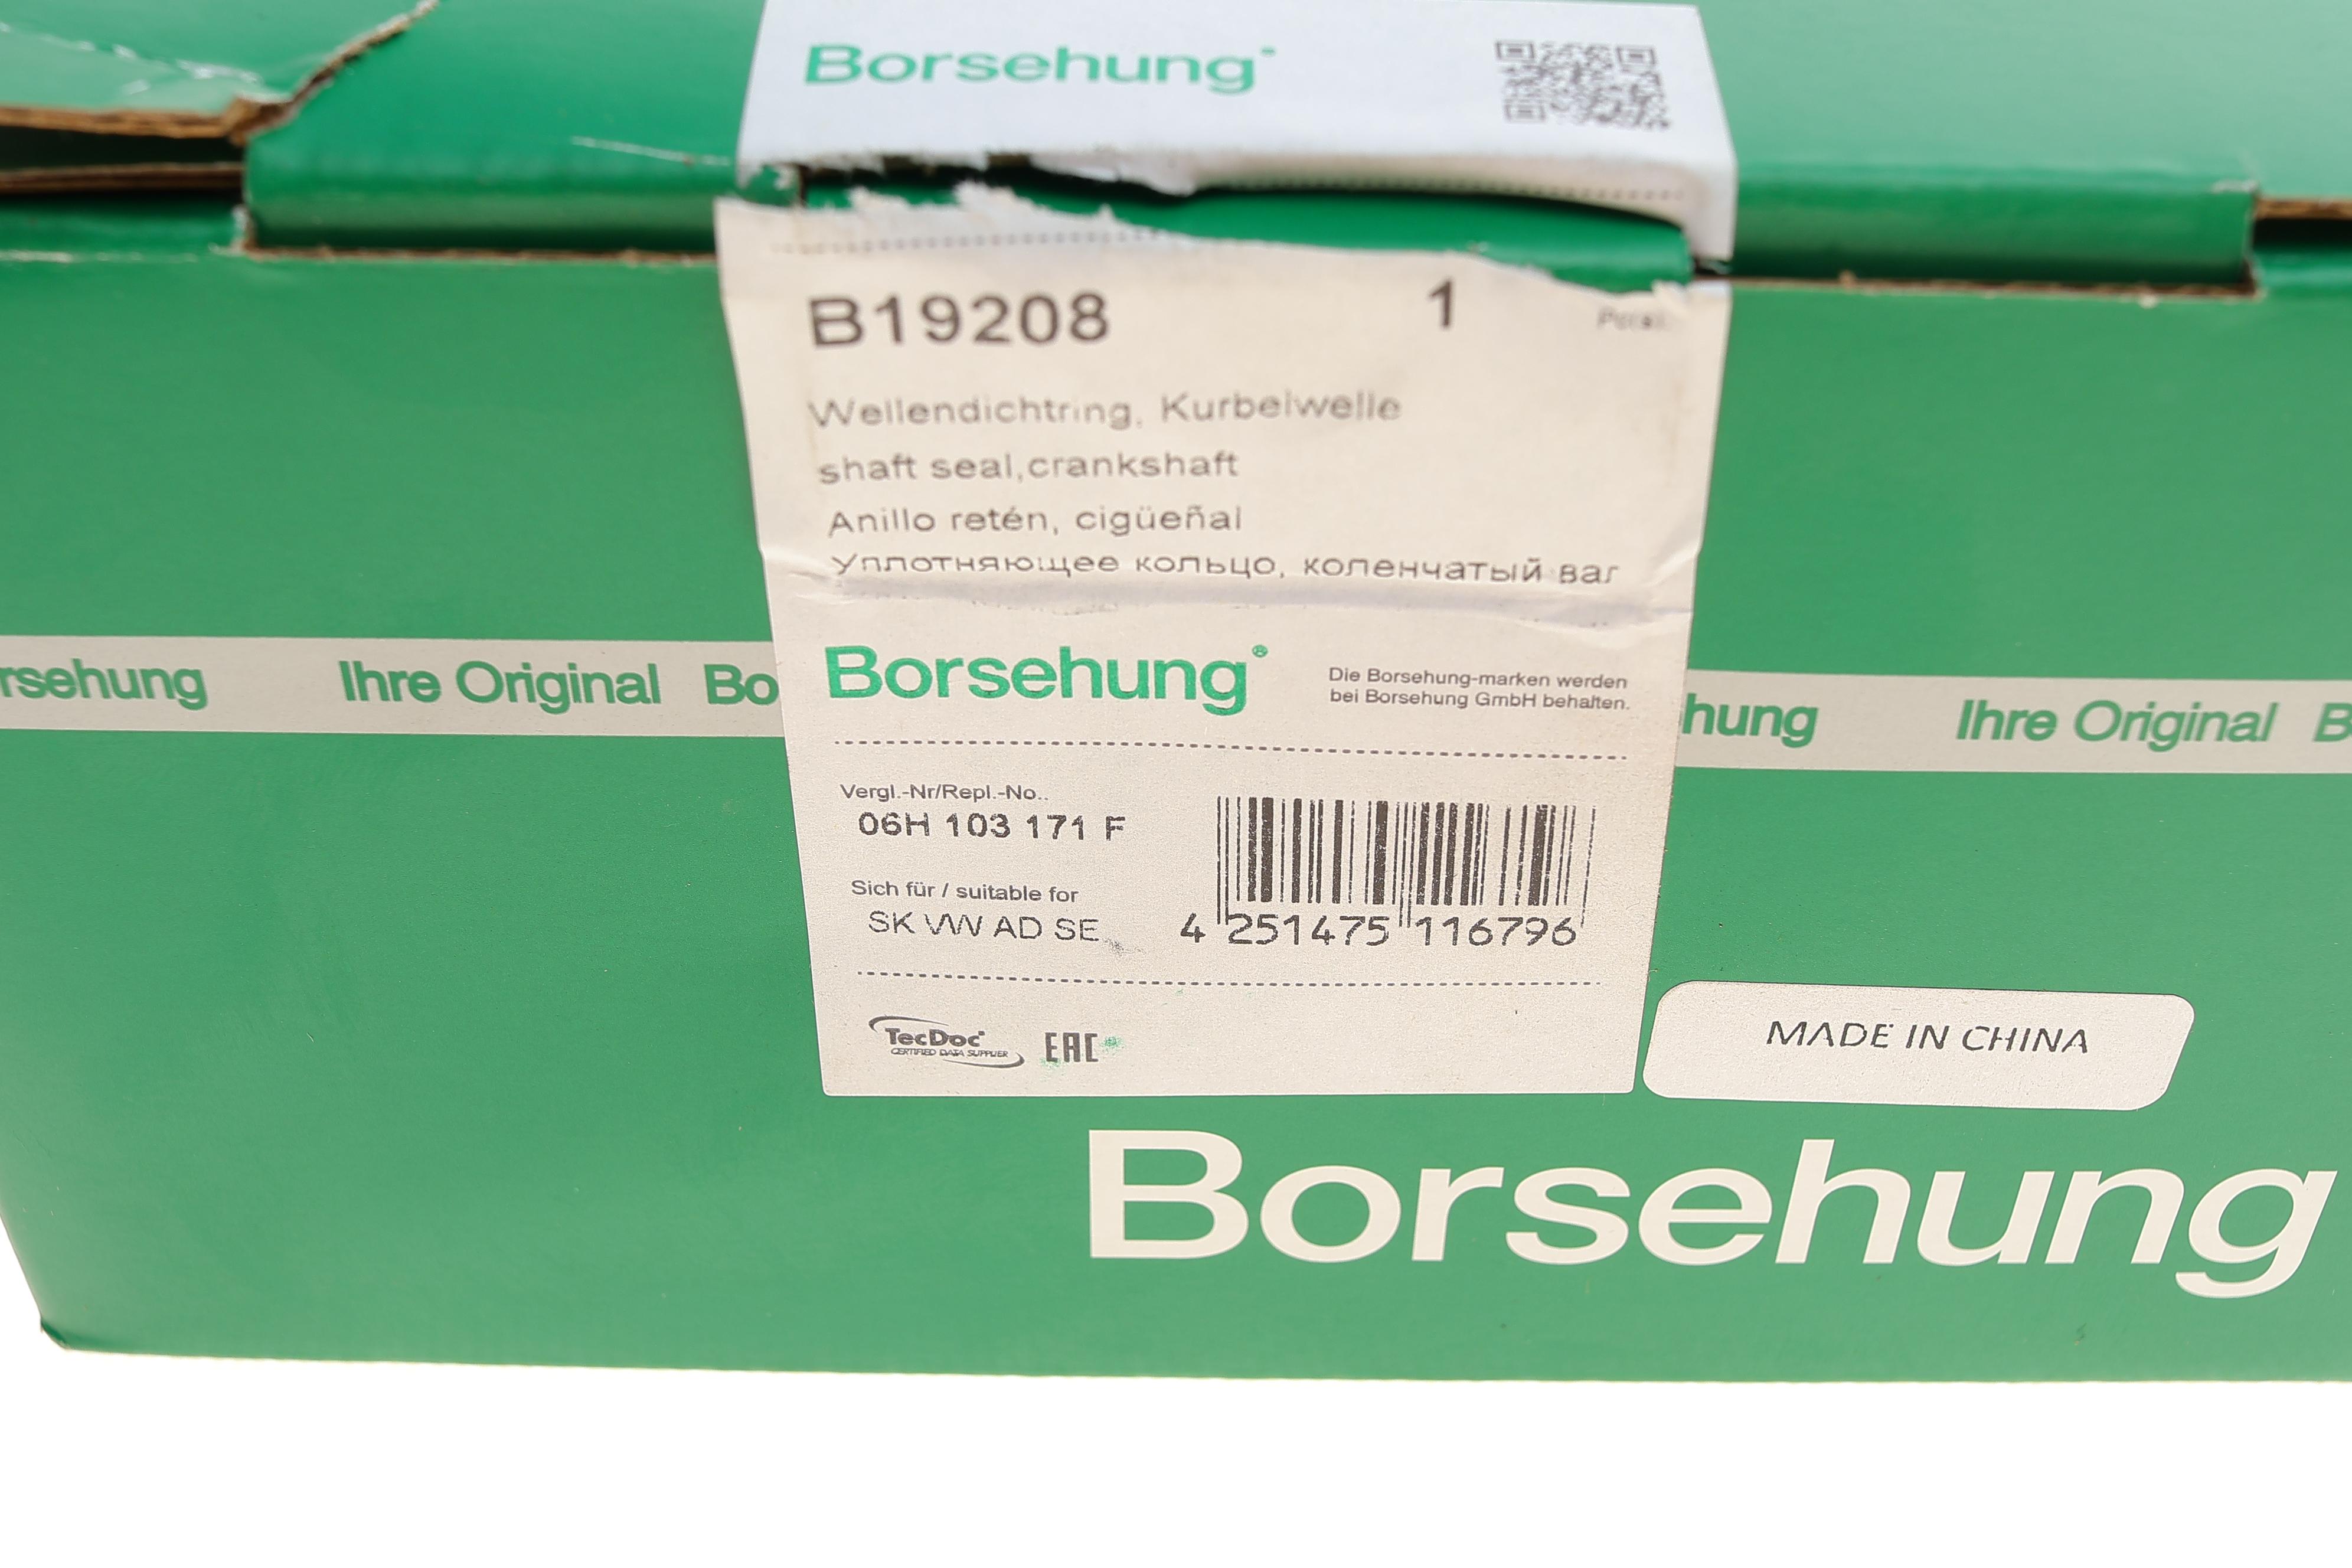 Borsehung
B19208 1
Wellendichtring, Kurbelwelle
shaft seal,crankshaft
Anillo retén, cigüeñal
Уплотняющее кольцо, коленчатый вал
Borsehung®
Die Borsehung-marken werden
bei Borsehung GmbH behalten.
rsehung Ihre Original Bo
hung Ihre Original B
Vergl.-Nr/Repl.-No..
06H 103 171 F
Sich für / suitable for
SK VW AD SE
4 251475 116796
TecDoc
CERTIFIED DATA SUPPLIER
EAC
MADE IN CHINA
Borsehung